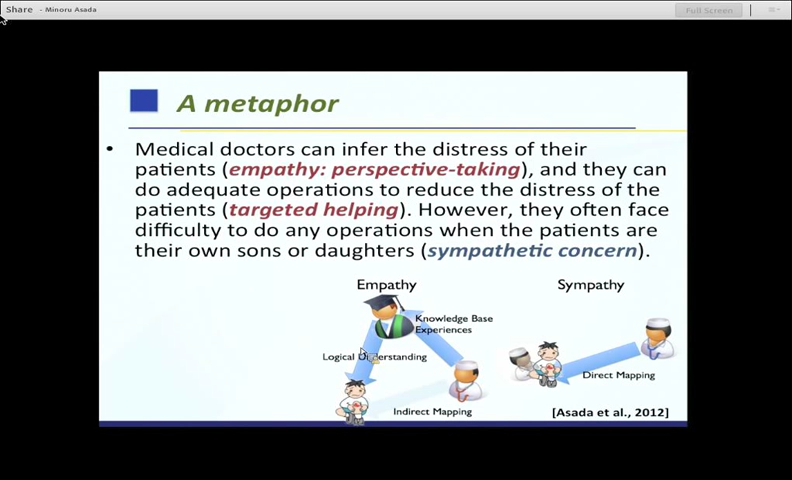 Share - Minoru Asada
Full Screen
A metaphor
• Medical doctors can infer the distress of their
patients (empathy: perspective-taking), and they can
do adequate operations to reduce the distress of the
patients (targeted helping). However, they often face
difficulty to do any operations when the patients are
their own sons or daughters (sympathetic concern).
Empathy
Sympathy
Knowledge Base
Experiences
Logical Understanding
Direct Mapping
Indirect Mapping
[Asada et al., 2012]